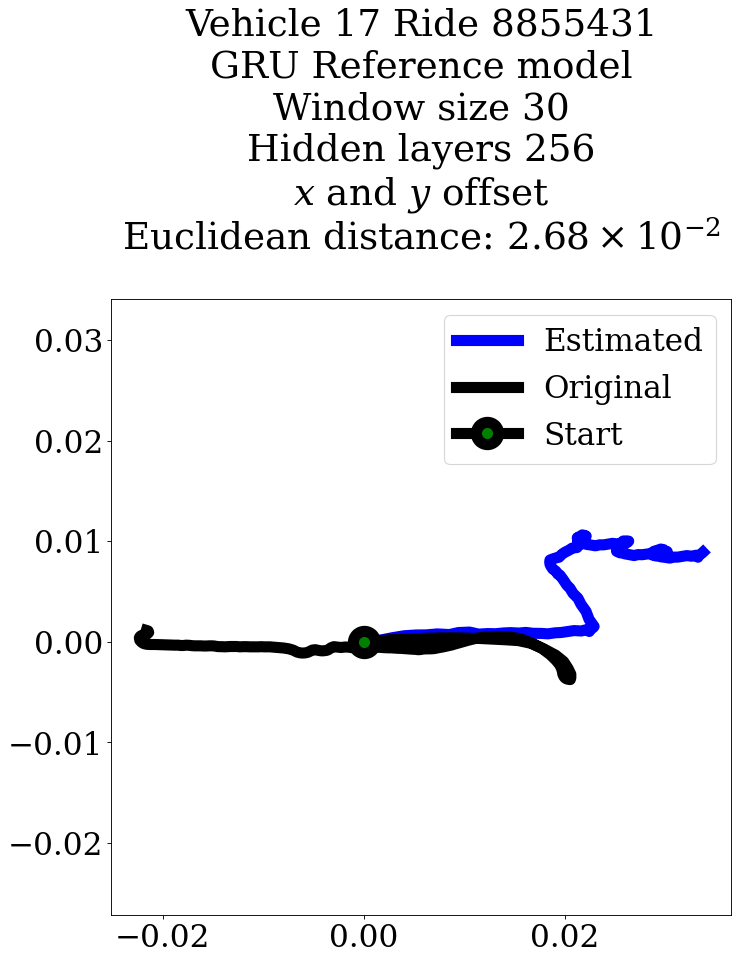 Vehicle 17 Ride 8855431
GRU Reference model
Window size 30
Hidden layers 256
x and y offset
Euclidean distance: 2.68 × 10⁻²
Estimated
Original
Start
0.03
0.02
0.01
0.00
−0.01
−0.02
−0.02 0.00 0.02